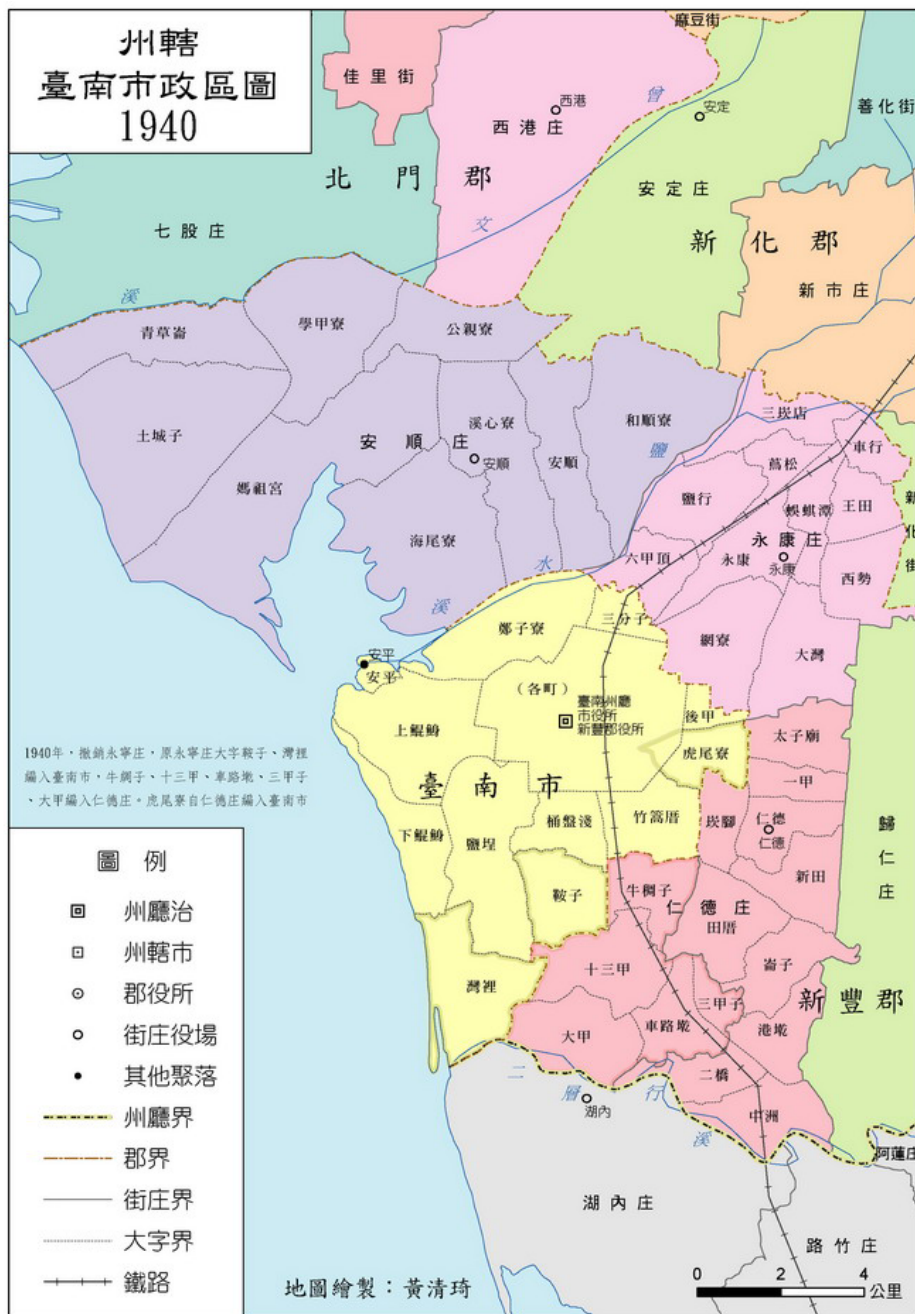 州轄
臺南市政區圖
1940
佳里街
麻豆街
西港
西港庄
曾
安定
善化街
北門郡
安定庄
七股庄
文
新化郡
溪
新市庄
青草崙
學甲寮
公親寮
土城子
安順庄
溪心寮
和順寮
三崁店
安順
安順
鹽
蔦松
車行
媽祖宮
鹽行
蜈蜞潭
王田
新化街
海尾寮
永康庄
水
六甲頂
永康
永康
西勢
溪
鄭子寮
三分子
網寮
大灣
安平
安平
(各町)
臺南州廳
市役所
新豐郡役所
後甲
上鯤鯓
太子廟
虎尾寮
1940年,撤銷永寧庄,原永寧庄大字鞍子、灣裡
編入臺南市,牛稠子、十三甲、車路墘、三甲子
、大甲編入仁德庄。虎尾寮自仁德庄編入臺南市
臺南市
一甲
下鯤鯓
鹽埕
桶盤淺
竹篙厝
崁腳
仁德
仁德
歸仁庄
鞍子
牛稠子
新田
仁德庄
田厝
灣裡
十三甲
崙子
三甲子
新豐郡
大甲
車路墘
港墘
二
層
行
溪
二橋
湖內
中洲
阿蓮庄
湖內庄
路竹庄
圖例
州廳治
州轄市
郡役所
街庄役場
其他聚落
州廳界
郡界
街庄界
大字界
鐵路
地圖繪製:黃清琦
0 2 4
公里